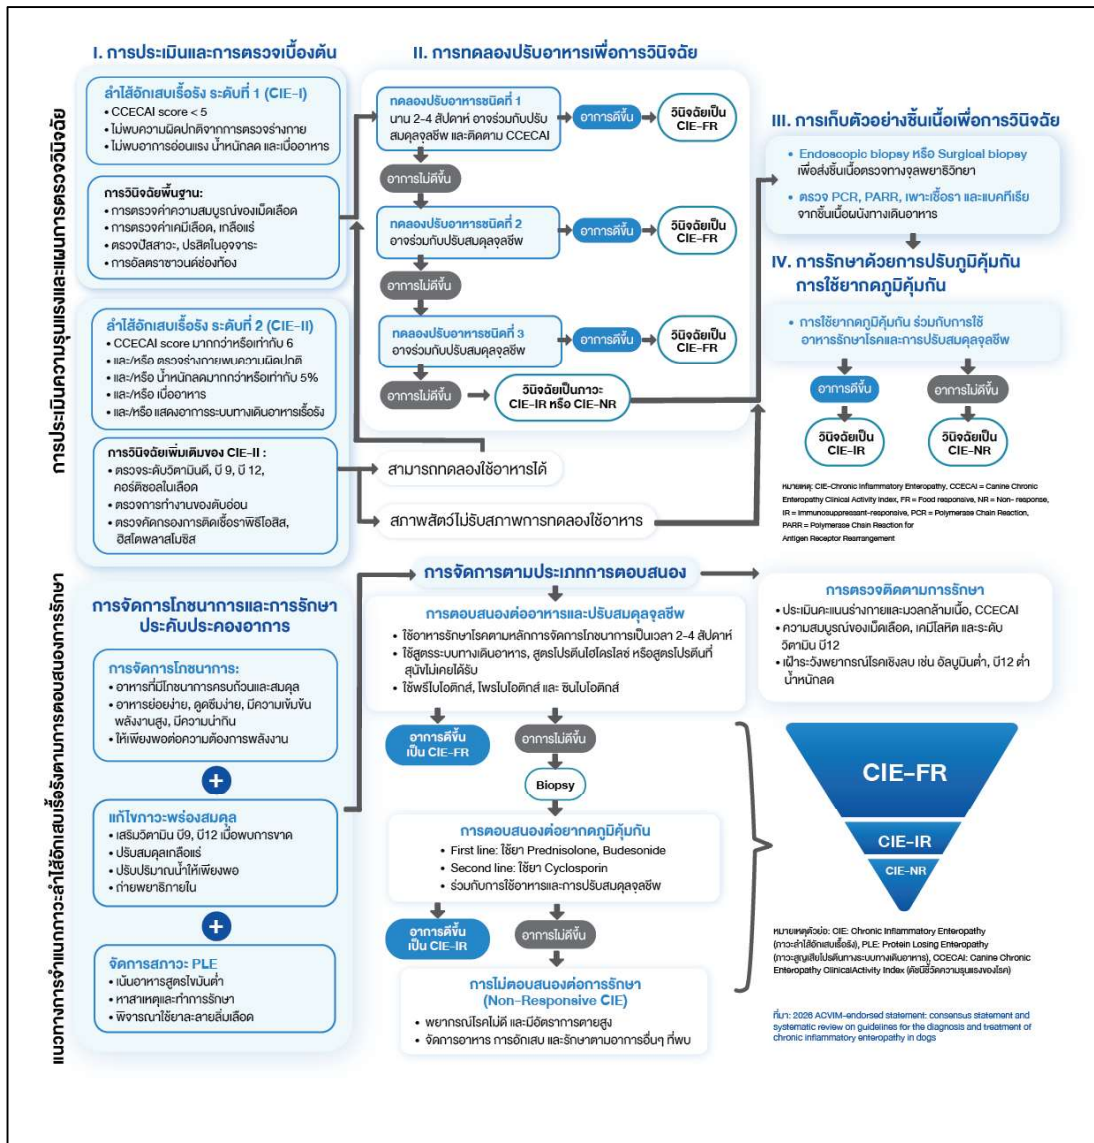 การประเมินความรุนแรงและแผนการตรวจวินิจฉัย
I. การประเมินและการตรวจเบื้องต้น
ลำไส้อักเสบเรื้อรัง ระดับที่ 1 (CIE-I)
• CCECAI score < 5
• ไม่พบความผิดปกติจากการตรวจร่างกาย
• ไม่พบอาการอ่อนแรง น้ำหนักลด และเบื่ออาหาร
การวินิจฉัยพื้นฐาน:
• การตรวจค่าความสมบูรณ์ของเม็ดเลือด
• การตรวจค่าเคมีเลือด, เกลือแร่
• ตรวจปัสสาวะ, ปรสิตในอุจจาระ
• การอัลตราซาวนด์ช่องท้อง
ลำไส้อักเสบเรื้อรัง ระดับที่ 2 (CIE-II)
• CCECAI score มากกว่าหรือเท่ากับ 6
• และ/หรือ ตรวจร่างกายพบความผิดปกติ
• และ/หรือ น้ำหนักลดมากกว่าหรือเท่ากับ 5%
• และ/หรือ เบื่ออาหาร
• และ/หรือ แสดงอาการระบบทางเดินอาหารเรื้อรัง
การวินิจฉัยเพิ่มเติมของ CIE-II :
• ตรวจระดับวิตามินดี, บี 9, บี 12,
คอร์ติซอลในเลือด
• ตรวจการทำงานของตับอ่อน
• ตรวจคัดกรองการติดเชื้อราพิธิโอสิส,
ฮิสโตพลาสโมซิส
II. การทดลองปรับอาหารเพื่อการวินิจฉัย
ทดลองปรับอาหารชนิดที่ 1
นาน 2-4 สัปดาห์ อาจร่วมกับปรับ
สมดุลจุลชีพ และติดตาม CCECAI
อาการดีขึ้น
วินิจฉัยเป็น
CIE-FR
อาการไม่ดีขึ้น
ทดลองปรับอาหารชนิดที่ 2
อาจร่วมกับปรับสมดุลจุลชีพ
อาการดีขึ้น
วินิจฉัยเป็น
CIE-FR
อาการไม่ดีขึ้น
ทดลองปรับอาหารชนิดที่ 3
อาจร่วมกับปรับสมดุลจุลชีพ
อาการดีขึ้น
วินิจฉัยเป็น
CIE-FR
อาการไม่ดีขึ้น
วินิจฉัยเป็นภาวะ
CIE-IR หรือ CIE-NR
สามารถทดลองใช้อาหารได้
สภาพสัตว์ไม่รับสภาพการทดลองใช้อาหาร
III. การเก็บตัวอย่างชิ้นเนื้อเพื่อการวินิจฉัย
• Endoscopic biopsy หรือ Surgical biopsy
เพื่อส่งชิ้นเนื้อตรวจทางจุลพยาธิวิทยา
• ตรวจ PCR, PARR, เพาะเชื้อรา และแบคทีเรีย
จากชิ้นเนื้อผนังทางเดินอาหาร
IV. การรักษาด้วยการปรับภูมิคุ้มกัน
การใช้ยากดภูมิคุ้มกัน
• การใช้ยากดภูมิคุ้มกัน ร่วมกับการใช้
อาหารรักษาโรคและการปรับสมดุลจุลชีพ
อาการดีขึ้น
อาการไม่ดีขึ้น
วินิจฉัยเป็น
CIE-IR
วินิจฉัยเป็น
CIE-NR
หมายเหตุ: CIE-Chronic Inflammatory Enteropathy, CCECAI = Canine Chronic
Enteropathy Clinical Activity Index, FR = Food responsive, NR = Non- response,
IR = Immunosuppressant-responsive, PCR = Polymerase Chain Reaction,
PARR = Polymerase Chain Reaction for
Antigen Receptor Rearrangement
แนวทางการจำแนกภาวะลำไส้อักเสบเรื้อรังตามการตอบสนองการรักษา
การจัดการโภชนาการและการรักษา
ประคับประคองอาการ
การจัดการโภชนาการ:
• อาหารที่มีโภชนาการครบถ้วนและสมดุล
• อาหารย่อยง่าย, ดูดซึมง่าย, มีความเข้มข้น
พลังงานสูง, มีความน่ากิน
• ให้เพียงพอต่อความต้องการพลังงาน
+
แก้ไขภาวะพร่องสมดุล
• เสริมวิตามิน บี9, บี12 เมื่อพบการขาด
• ปรับสมดุลเกลือแร่
• ปรับปริมาณน้ำให้เพียงพอ
• ถ่ายพยาธิภายใน
+
จัดการสภาวะ PLE
• เน้นอาหารสูตรไขมันต่ำ
• หาสาเหตุและทำการรักษา
• พิจารณาใช้ยาละลายลิ่มเลือด
การจัดการตามประเภทการตอบสนอง
การตอบสนองต่ออาหารและปรับสมดุลจุลชีพ
• ใช้อาหารรักษาโรคตามหลักการจัดการโภชนาการเป็นเวลา 2-4 สัปดาห์
• ใช้สูตรระบบทางเดินอาหาร, สูตรโปรตีนไฮโดรไลซ์ หรือสูตรโปรตีนที่
สุนัขไม่เคยได้รับ
• ใช้พรีไบโอติกส์, โพรไบโอติกส์ และ ซินไบโอติกส์
อาการดีขึ้น
เป็น CIE-FR
อาการไม่ดีขึ้น
Biopsy
การตอบสนองต่อยากดภูมิคุ้มกัน
• First line: ใช้ยา Prednisolone, Budesonide
• Second line: ใช้ยา Cyclosporin
• ร่วมกับการใช้อาหารและการปรับสมดุลจุลชีพ
อาการดีขึ้น
เป็น CIE-IR
อาการไม่ดีขึ้น
การไม่ตอบสนองต่อการรักษา
(Non-Responsive CIE)
• พยากรณ์โรคไม่ดี และมีอัตราการตายสูง
• จัดการอาหาร การอักเสบ และรักษาตามอาการอื่นๆ ที่พบ
การตรวจติดตามการรักษา
• ประเมินคะแนนร่างกายและมวลกล้ามเนื้อ, CCECAI
• ความสมบูรณ์ของเม็ดเลือด, เคมีโลหิต และระดับ
วิตามิน บี12
• เฝ้าระวังพยากรณ์โรคเชิงลบ เช่น อัลบูมินต่ำ, บี12 ต่ำ
น้ำหนักลด
CIE-FR
CIE-IR
CIE-NR
หมายเหตุตัวย่อ: CIE: Chronic Inflammatory Enteropathy
(ภาวะลำไส้อักเสบเรื้อรัง), PLE: Protein Losing Enteropathy
(ภาวะสูญเสียโปรตีนทางระบบทางเดินอาหาร), CCECAI: Canine Chronic
Enteropathy ClinicalActivity Index (ดัชนีชี้วัดความรุนแรงของโรค)
ที่มา: 2026 ACVIM-endorsed statement: consensus statement and
systematic review on guidelines for the diagnosis and treatment of
chronic inflammatory enteropathy in dogs